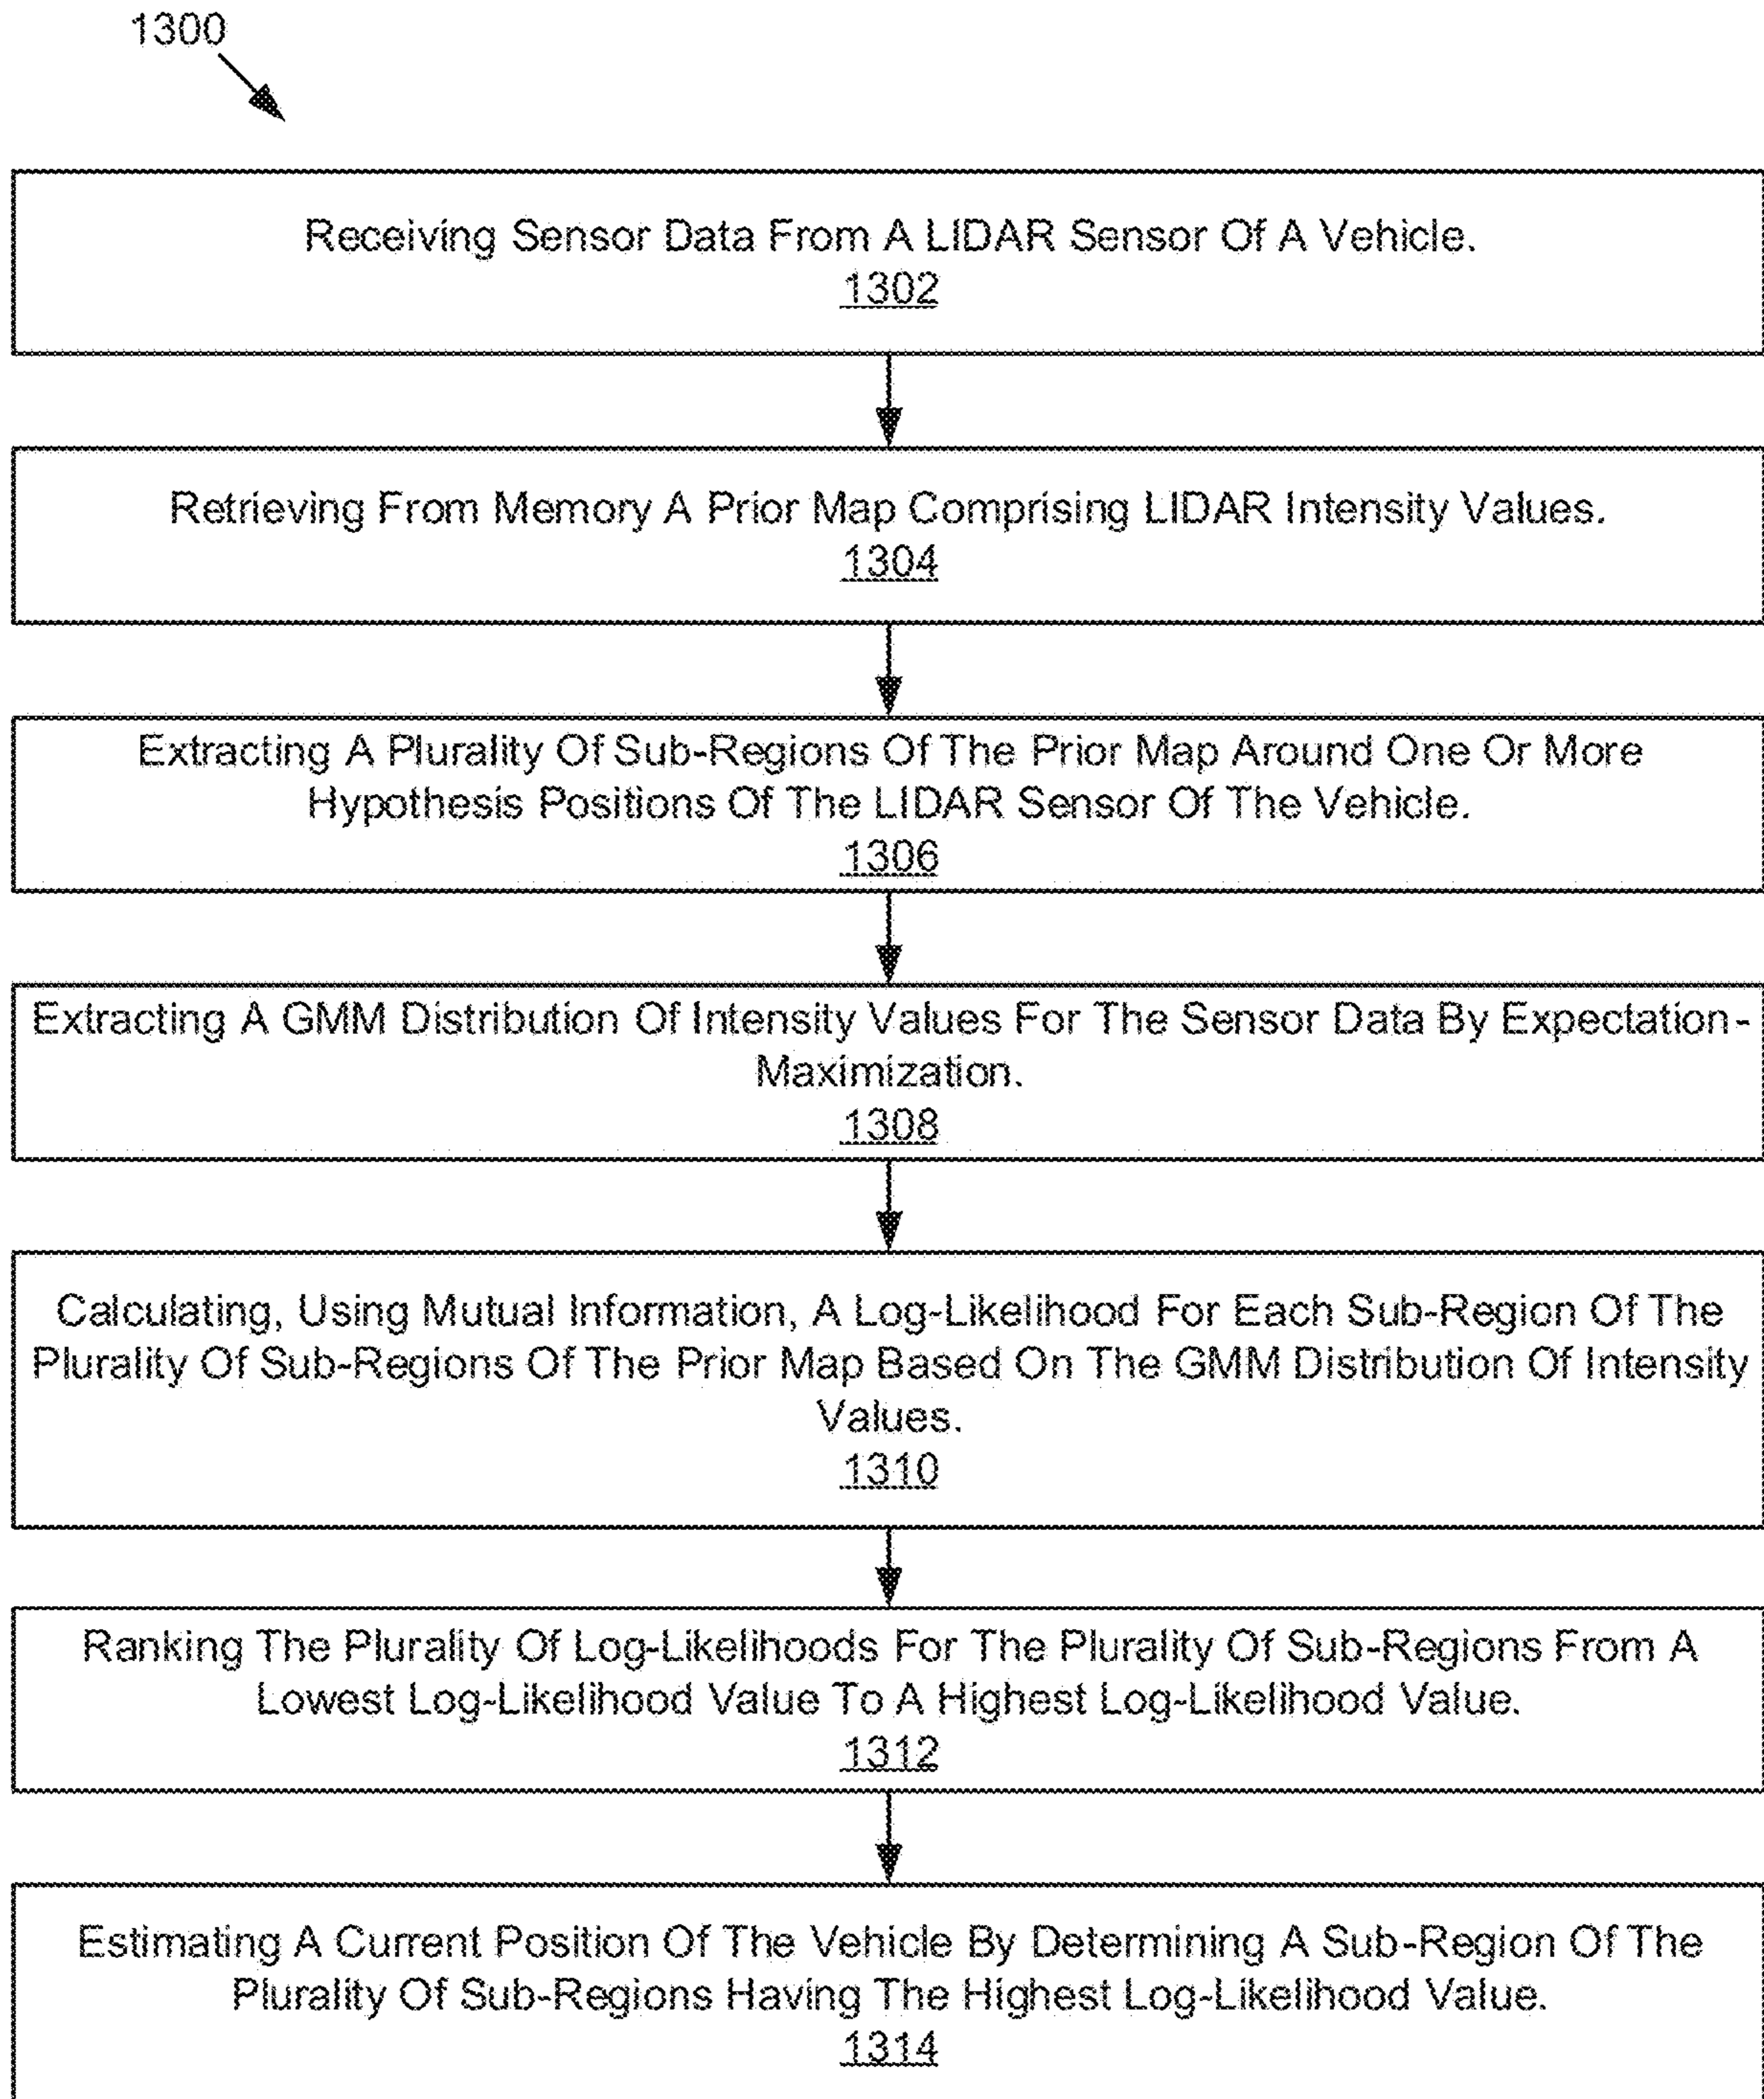 1300
Receiving Sensor Data From A LIDAR Sensor Of A Vehicle.
1302
Retrieving From Memory A Prior Map Comprising LIDAR Intensity Values.
1304
Extracting A Plurality Of Sub-Regions Of The Prior Map Around One Or More
Hypothesis Positions Of The LIDAR Sensor Of The Vehicle.
1306
Extracting A GMM Distribution Of Intensity Values For The Sensor Data By Expectation-
Maximization.
1308
Calculating, Using Mutual Information, A Log-Likelihood For Each Sub-Region Of The
Plurality Of Sub-Regions Of The Prior Map Based On The GMM Distribution Of Intensity
Values.
1310
Ranking The Plurality Of Log-Likelihoods For The Plurality Of Sub-Regions From A
Lowest Log-Likelihood Value To A Highest Log-Likelihood Value.
1312
Estimating A Current Position Of The Vehicle By Determining A Sub-Region Of The
Plurality Of Sub-Regions Having The Highest Log-Likelihood Value.
1314